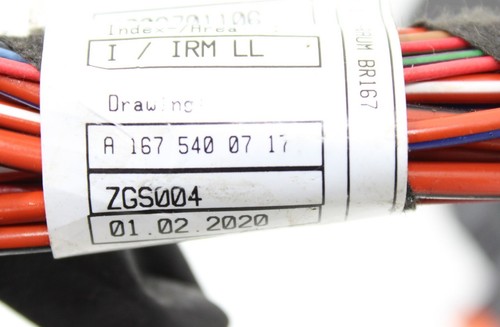 Index-/Area
I / IRM LL
Drawing
A 167 540 07 17
ZGS004
01.02.2020
BR167